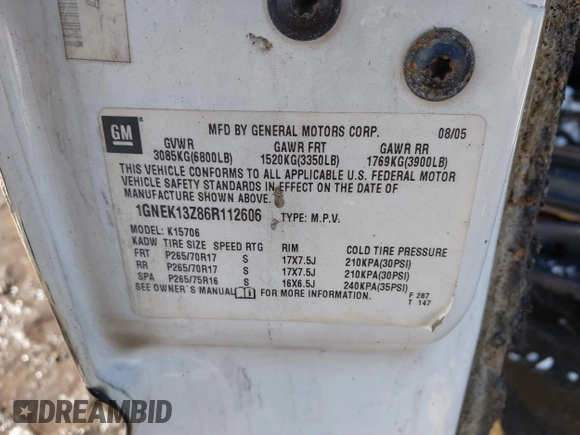 GM
MFD BY GENERAL MOTORS CORP. 08/05
GVWR GAWR FRT GAWR RR
3085KG(6800LB) 1520KG(3350LB) 1769KG(3900LB)
THIS VEHICLE CONFORMS TO ALL APPLICABLE U.S. FEDERAL MOTOR
VEHICLE SAFETY STANDARDS IN EFFECT ON THE DATE OF
MANUFACTURE SHOWN ABOVE.
1GNEK13Z86R112606 TYPE: M.P.V.
MODEL: K15706
KADW TIRE SIZE SPEED RTG RIM COLD TIRE PRESSURE
FRT P265/70R17 S 17X7.5J 210KPA(30PSI)
RR P265/70R17 S 17X7.5J 210KPA(30PSI)
SPA P265/75R16 S 16X6.5J 240KPA(35PSI)
SEE OWNER'S MANUAL FOR MORE INFORMATION. F 287
T 147
DREAMBID